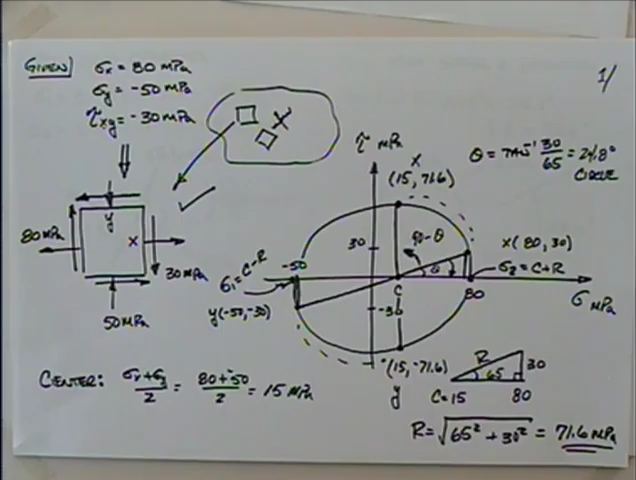 GIVEN)
σx = 80 MPa
σy = -50 MPa
τxy = -30 MPa
1/
x
τ MPa
x
(15, 71.6)
θ = TAN⁻¹ 30/65 = 24.8°
CIRCLE
80 MPa
y
x
30 MPa
50 MPa
30
90-θ
x(80, 30)
-50
σ1 = C-R
θ
σ2 = C+R
C
80
σ MPa
y(-50, -30)
-30
(15, -71.6)
y
R
30
65
C=15
80
CENTER: σx+σy/2 = 80+-50/2 = 15 MPa
R = √65² + 30² = 71.6 MPa